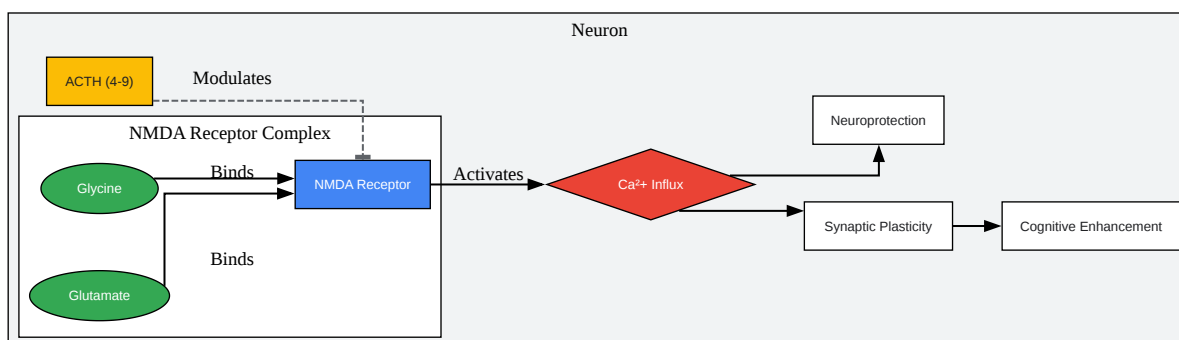 Neuron
ACTH (4-9)
Modulates
NMDA Receptor Complex
Neuroprotection
Binds
Glycine
NMDA Receptor
Activates
Ca²+ Influx
Synaptic Plasticity
Cognitive Enhancement
Binds
Glutamate